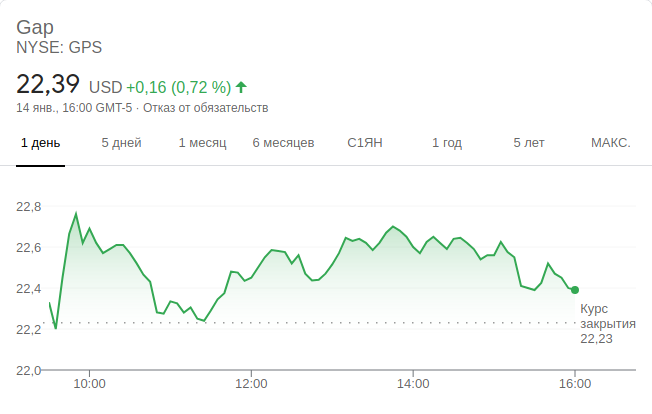 Gap
NYSE: GPS
22,39 USD +0,16 (0,72 %)
14 янв., 16:00 GMT-5 · Отказ от обязательств
1 день 5 дней 1 месяц 6 месяцев С1ЯН 1 год 5 лет МАКС.
22,8
22,6
22,4
22,2
22,0
Курс
закрытия
22,23
10:00 12:00 14:00 16:00